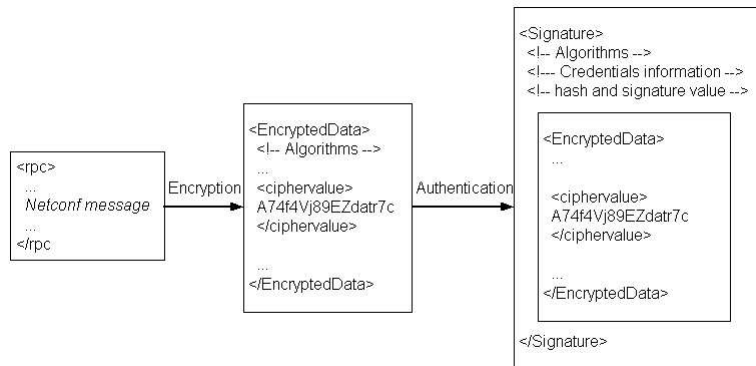 <rpc>
...
Netconf message
...
</rpc
Encryption
<EncryptedData>
<!-- Algorithms -->
...
<ciphervalue>
A74f4Vj89EZdatr7c
</ciphervalue>
...
</EncryptedData>
Authentication
<Signature>
<!-- Algorithms -->
<!--- Credentials information -->
<!-- hash and signature value -->
<EncryptedData>
...
<ciphervalue>
A74f4Vj89EZdatr7c
</ciphervalue>
...
</EncryptedData>
</Signature>